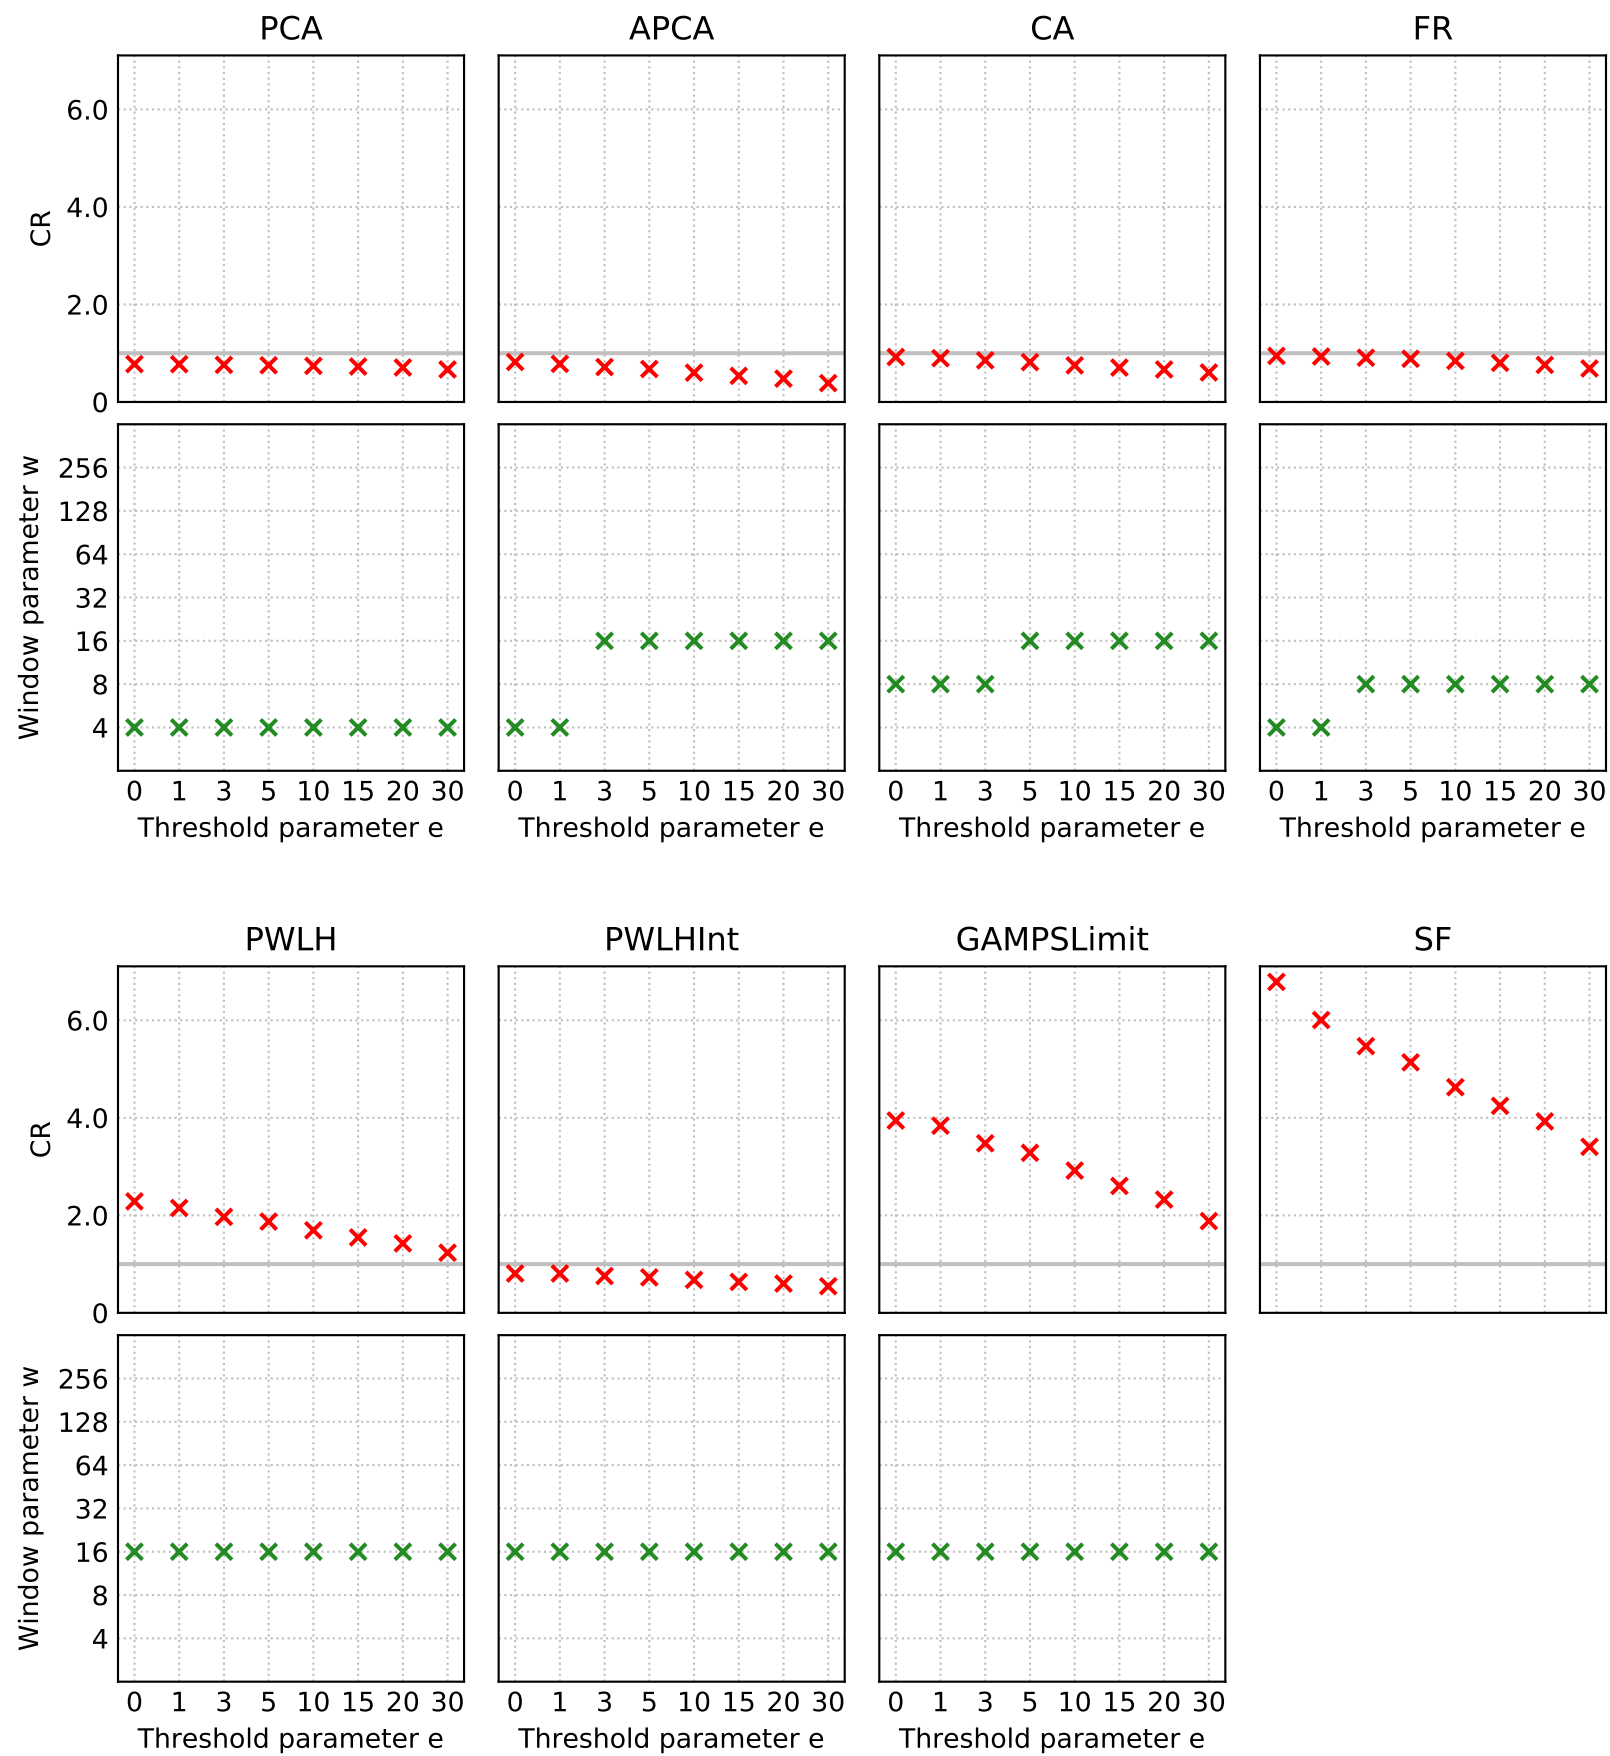 PCA APCA CA FR
6.0
4.0
2.0
0
CR
256
128
64
32
16
8
4
Window parameter w
0 1 3 5 10 15 20 30 0 1 3 5 10 15 20 30 0 1 3 5 10 15 20 30 0 1 3 5 10 15 20 30
Threshold parameter e Threshold parameter e Threshold parameter e Threshold parameter e
PWLH PWLHInt GAMPSLimit SF
6.0
4.0
2.0
0
CR
256
128
64
32
16
8
4
Window parameter w
0 1 3 5 10 15 20 30 0 1 3 5 10 15 20 30 0 1 3 5 10 15 20 30
Threshold parameter e Threshold parameter e Threshold parameter e